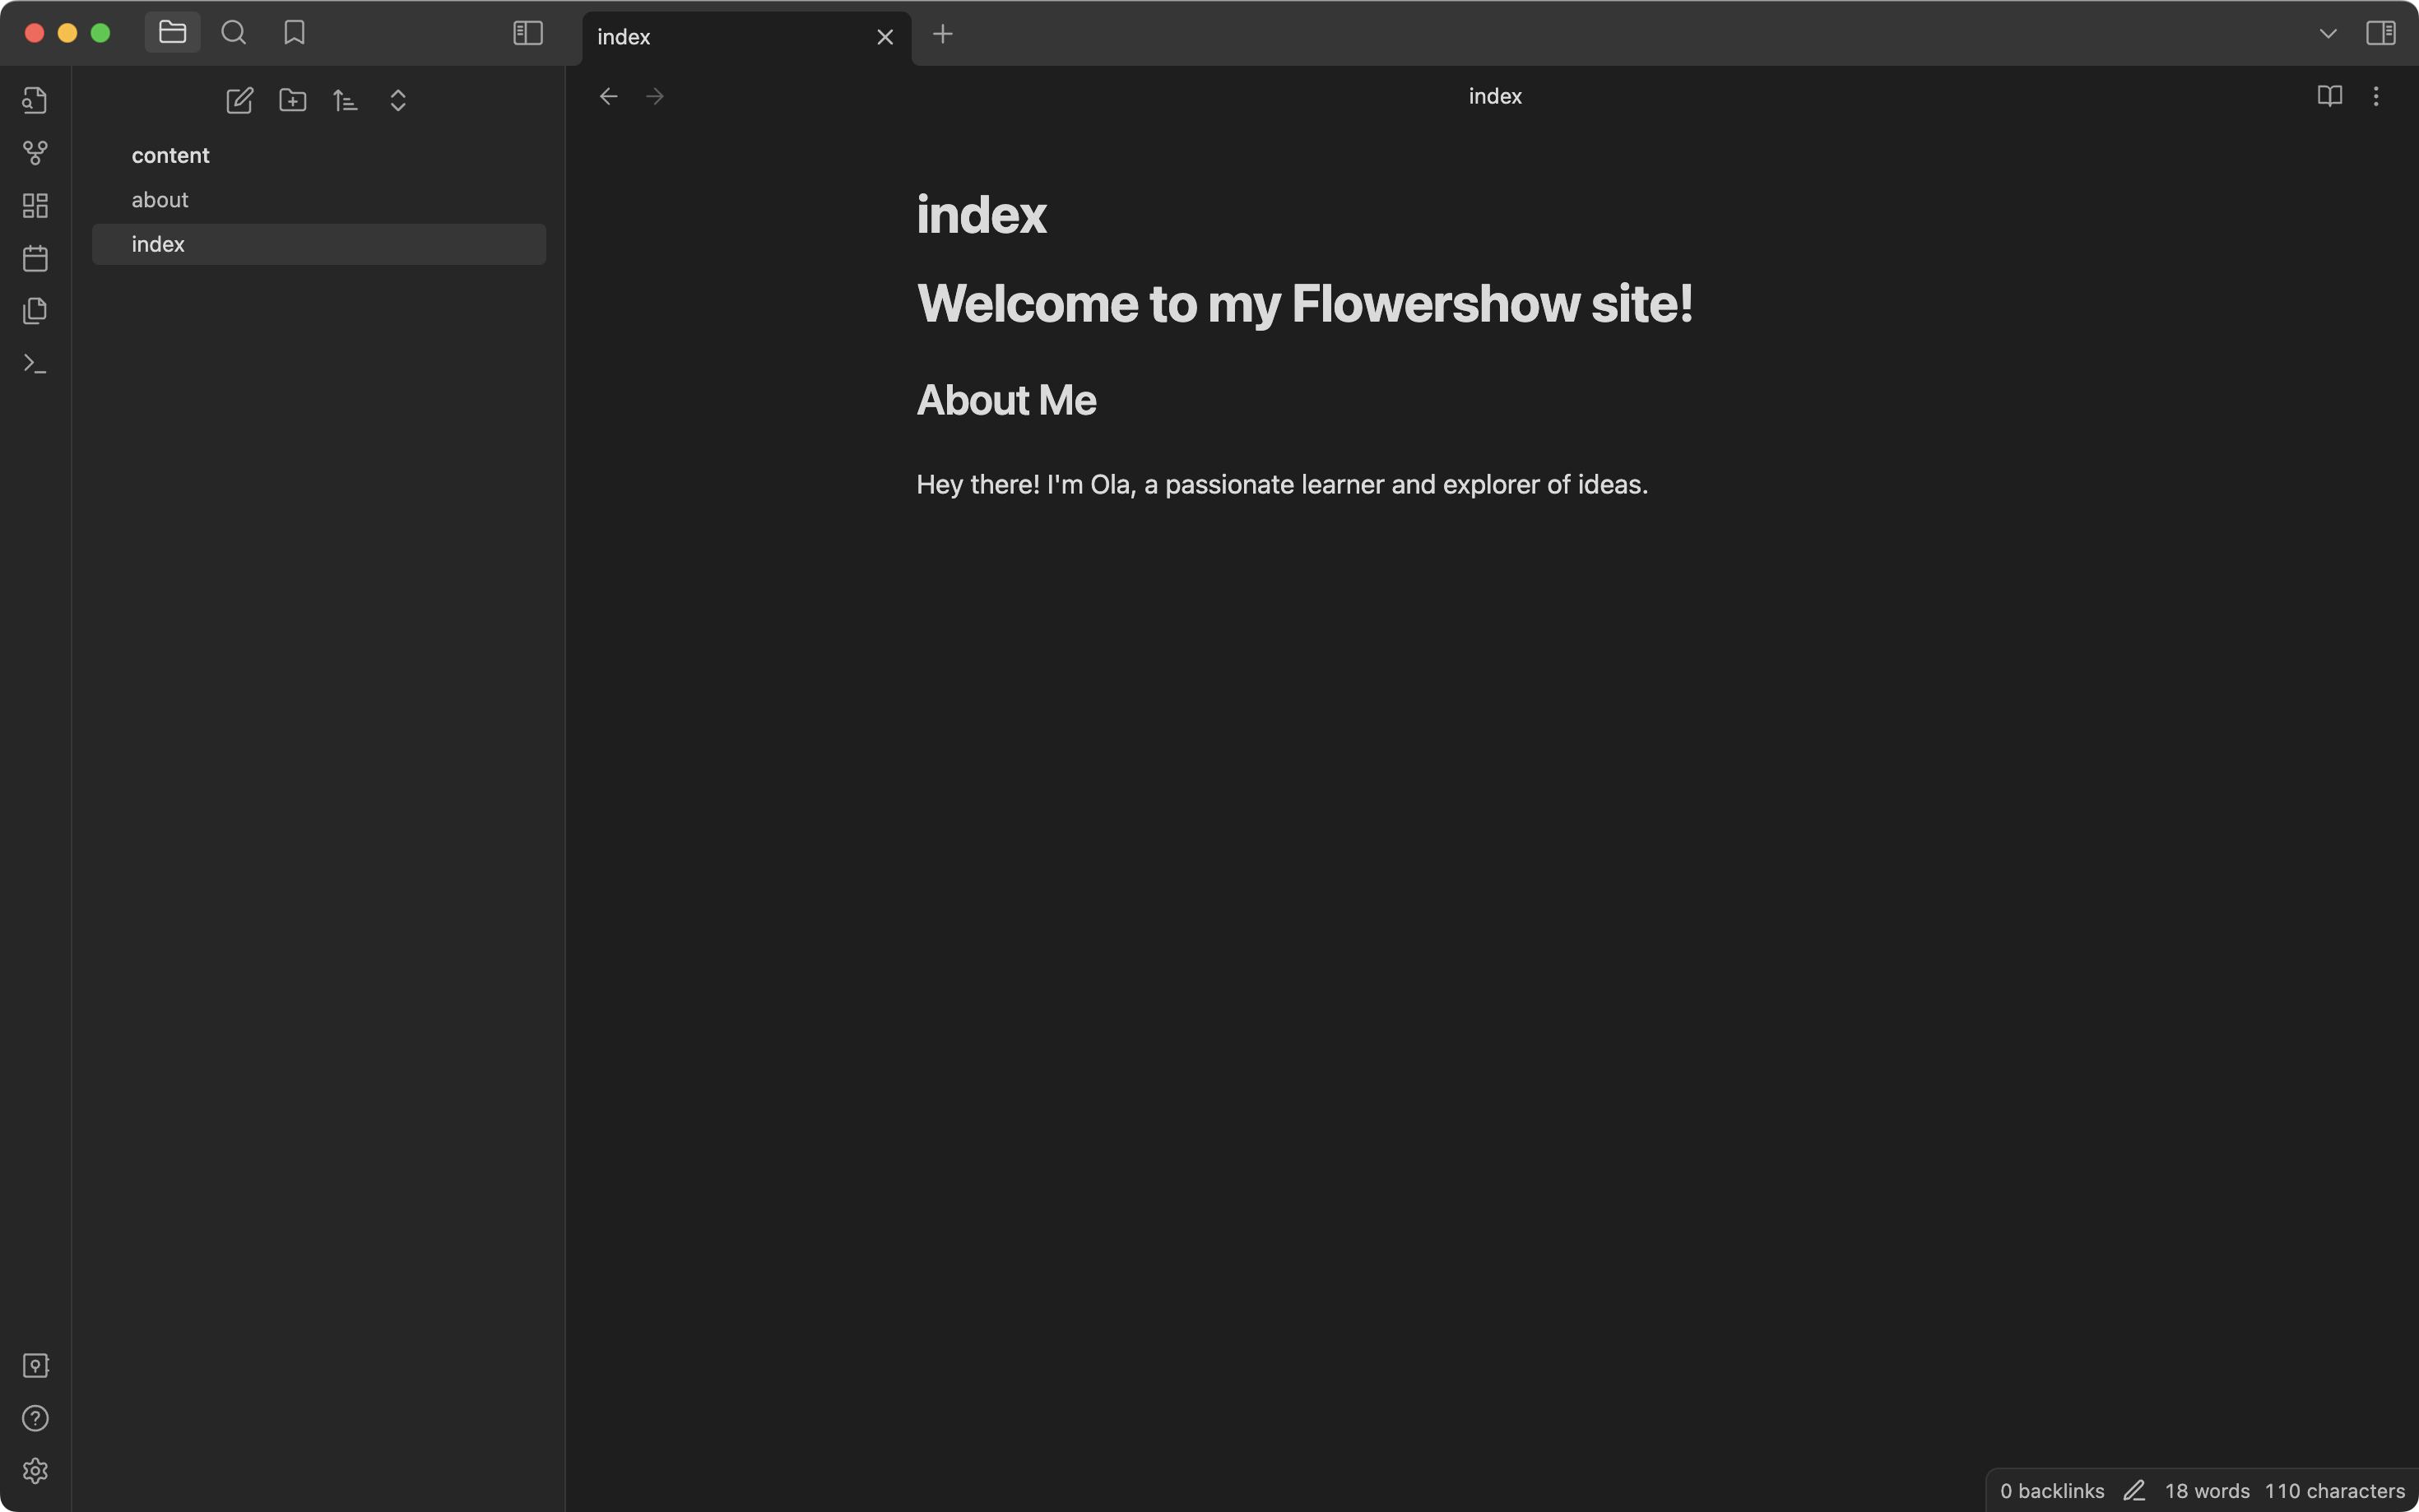 index
index
content
about
index
index
Welcome to my Flowershow site!
About Me
Hey there! I'm Ola, a passionate learner and explorer of ideas.
0 backlinks 18 words 110 characters